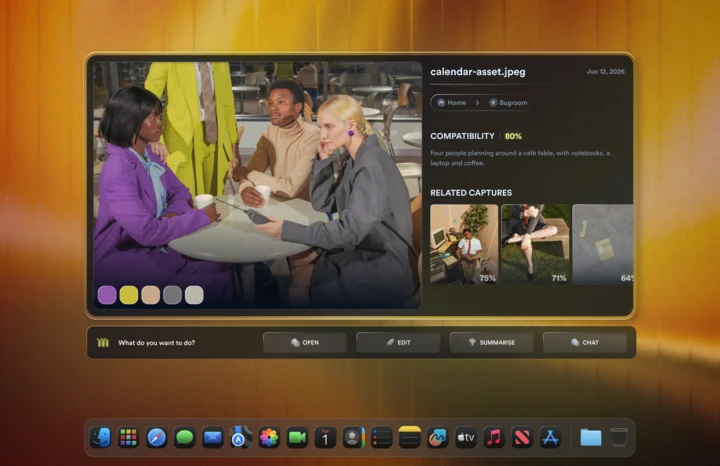 calendar-asset.jpeg
Jun 12, 2026
Home > Bugroom
COMPATIBILITY 80%
Four people planning around a café table, with notebooks, a
laptop and coffee.
RELATED CAPTURES
75%
71%
64%
What do you want to do?
OPEN
EDIT
SUMMARISE
CHAT
1
tv